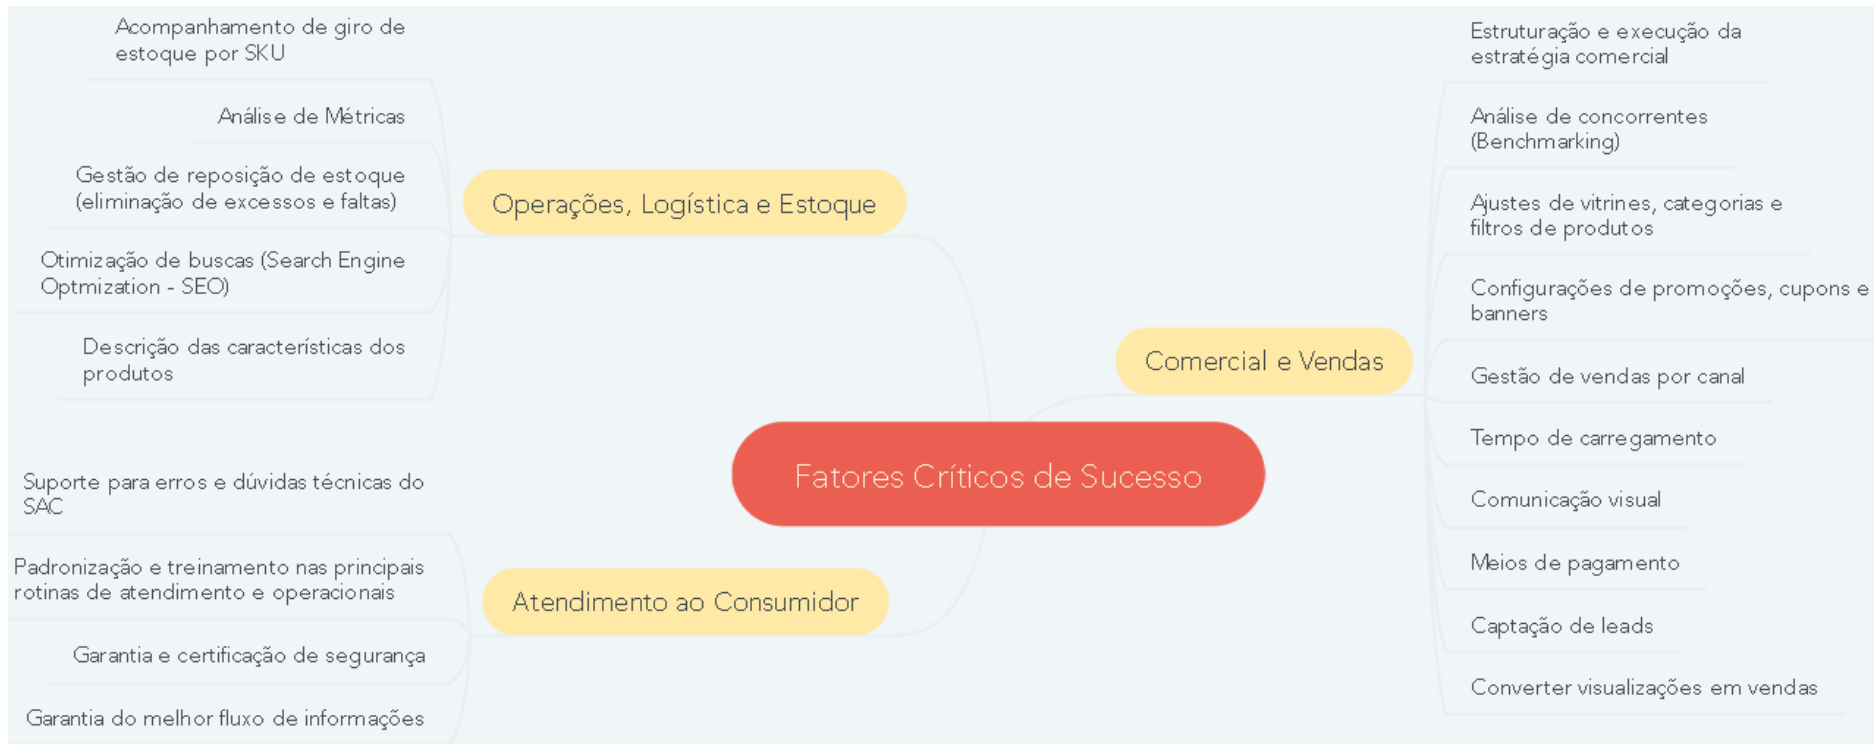 Acompanhamento de giro de
estoque por SKU
Análise de Métricas
Gestão de reposição de estoque
(eliminação de excessos e faltas)
Otimização de buscas (Search Engine
Optmization - SEO)
Descrição das características dos
produtos
Operações, Logística e Estoque
Suporte para erros e dúvidas técnicas do
SAC
Padronização e treinamento nas principais
rotinas de atendimento e operacionais
Garantia e certificação de segurança
Garantia do melhor fluxo de informações
Atendimento ao Consumidor
Fatores Críticos de Sucesso
Comercial e Vendas
Estruturação e execução da
estratégia comercial
Análise de concorrentes
(Benchmarking)
Ajustes de vitrines, categorias e
filtros de produtos
Configurações de promoções, cupons e
banners
Gestão de vendas por canal
Tempo de carregamento
Comunicação visual
Meios de pagamento
Captação de leads
Converter visualizações em vendas